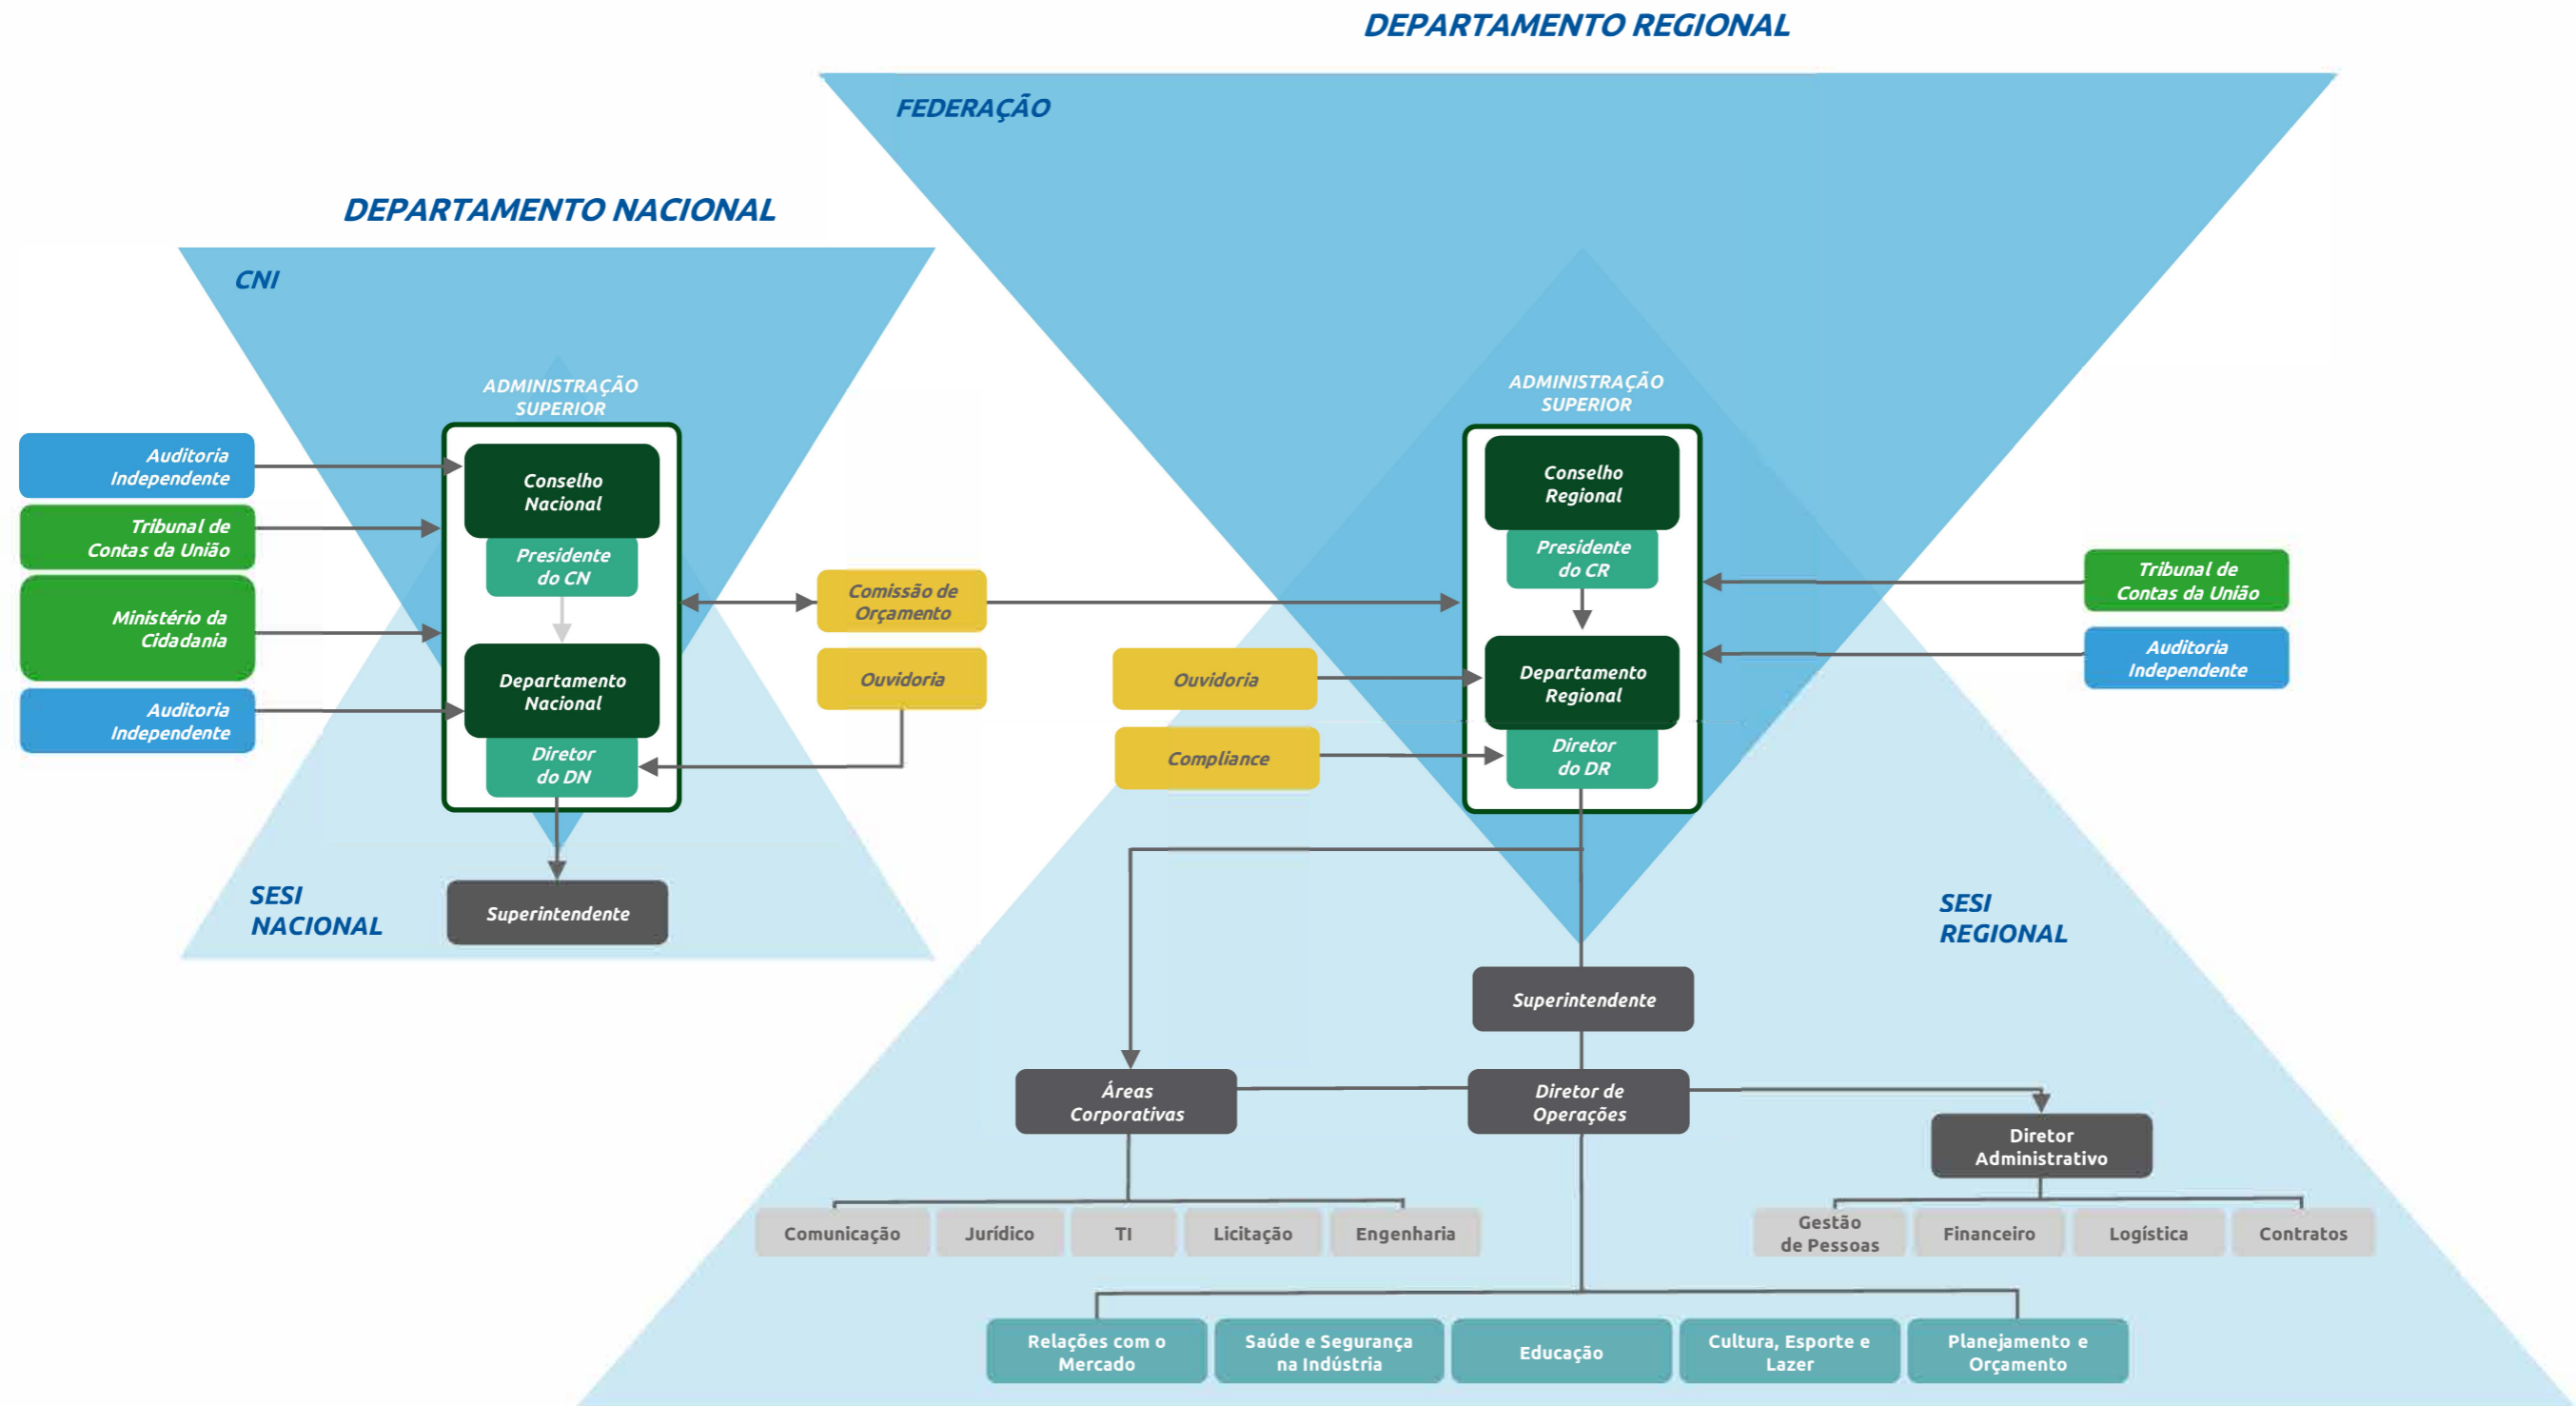 DEPARTAMENTO REGIONAL
FEDERAÇÃO
DEPARTAMENTO NACIONAL
CNI
ADMINISTRAÇÃO
SUPERIOR
Auditoria
Independente
Tribunal de
Contas da União
Ministério da
Cidadania
Auditoria
Independente
Conselho
Nacional
Presidente
do CN
Departamento
Nacional
Diretor
do DN
Superintendente
SESI
NACIONAL
Comissão de
Orçamento
Ouvidoria
ADMINISTRAÇÃO
SUPERIOR
Conselho
Regional
Presidente
do CR
Departamento
Regional
Diretor
do DR
Ouvidoria
Compliance
Tribunal de
Contas da União
Auditoria
Independente
SESI
REGIONAL
Superintendente
Áreas
Corporativas
Diretor de
Operações
Diretor
Administrativo
Comunicação
Jurídico
TI
Licitação
Engenharia
Gestão
de Pessoas
Financeiro
Logística
Contratos
Relações com o
Mercado
Saúde e Segurança
na Indústria
Educação
Cultura, Esporte e
Lazer
Planejamento e
Orçamento